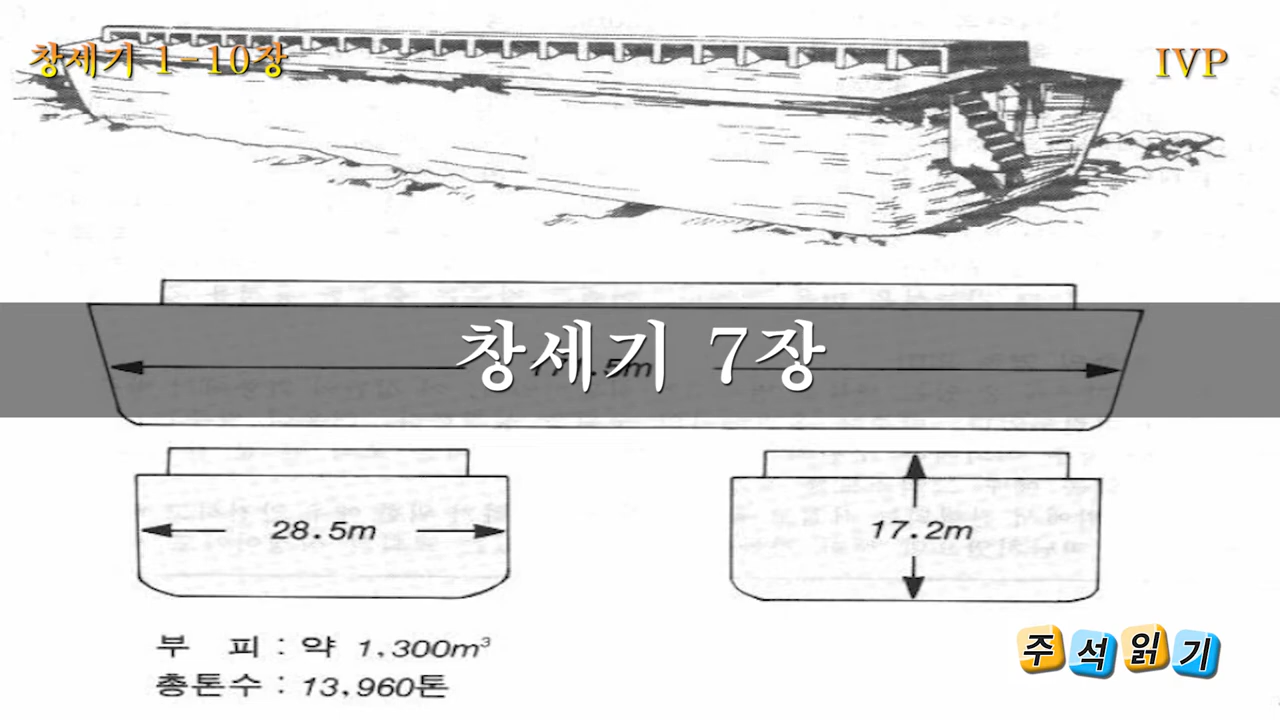 창세기 1-10장
IVP
창세기 7장
28.5m
17.2m
부 피 : 약 1,300m³
총톤수 : 13,960톤
주석읽기